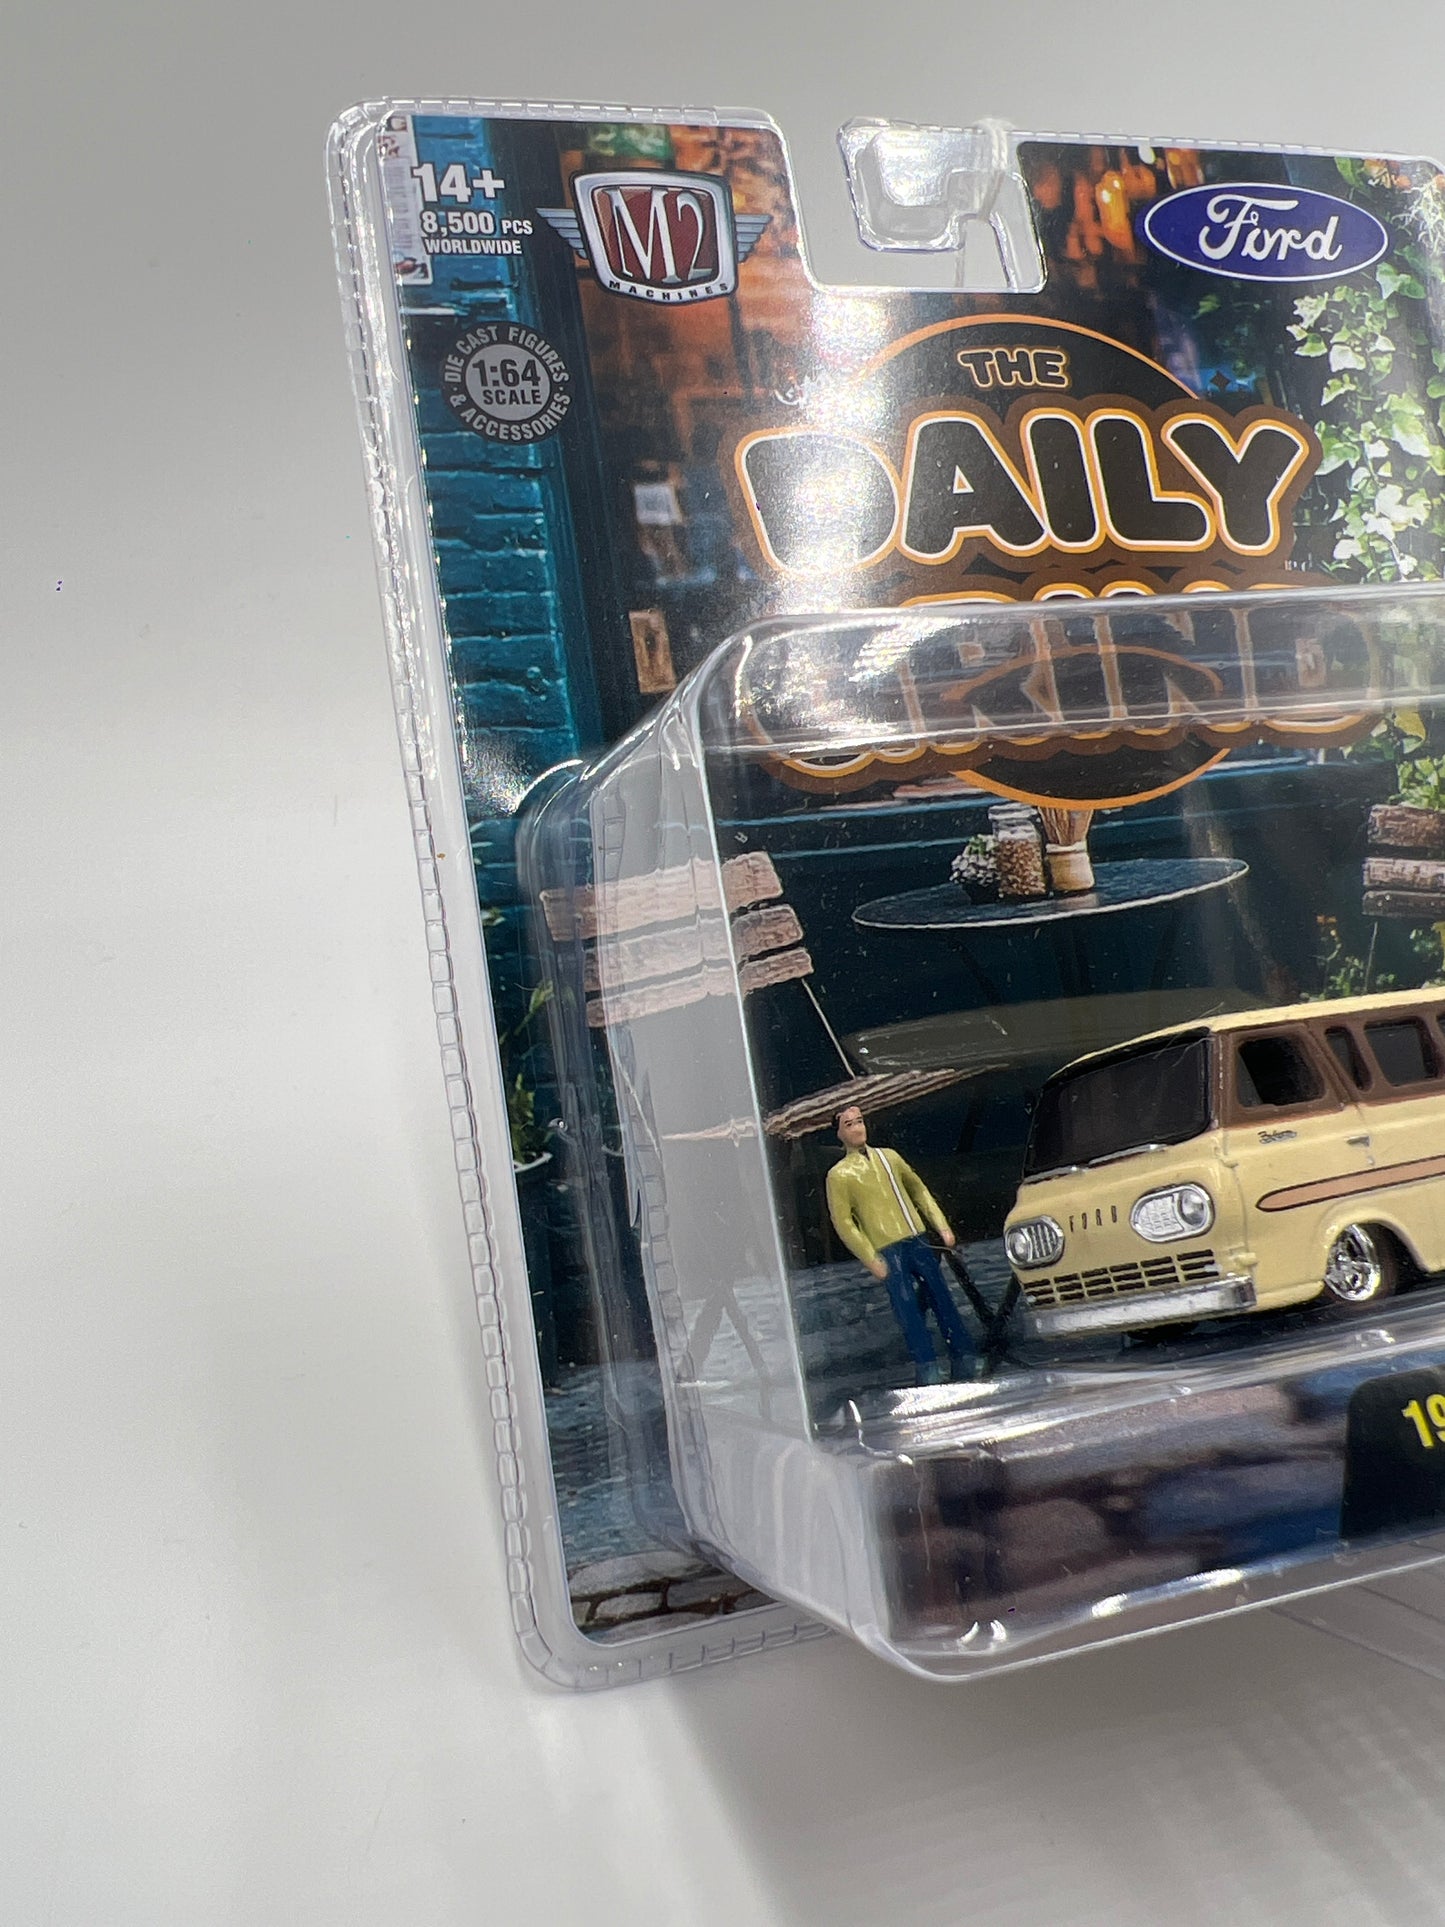 14+
8,500 PCS
WORLDWIDE
M2
MACHINES
Ford
DIE CAST FIGURES
1:64
SCALE
& ACCESSORIES
THE
DAILY
GRIND
FORD
19